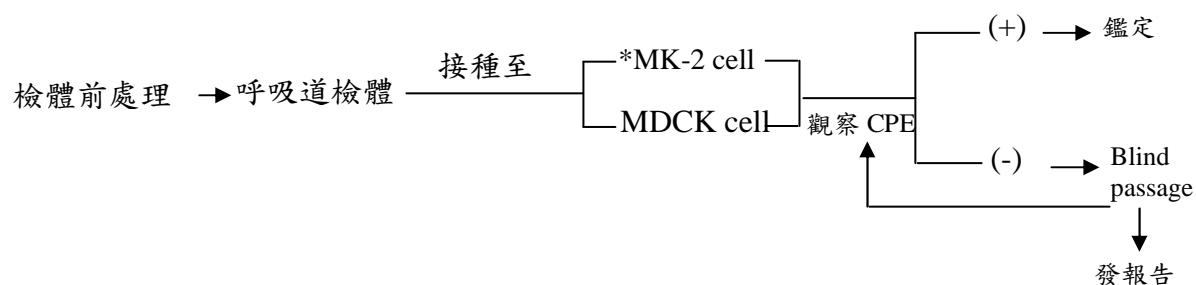 檢體前處理
呼吸道檢體
接種至
*MK-2 cell
MDCK cell
觀察 CPE
(+)
鑑定
(-)
Blind
passage
發報告